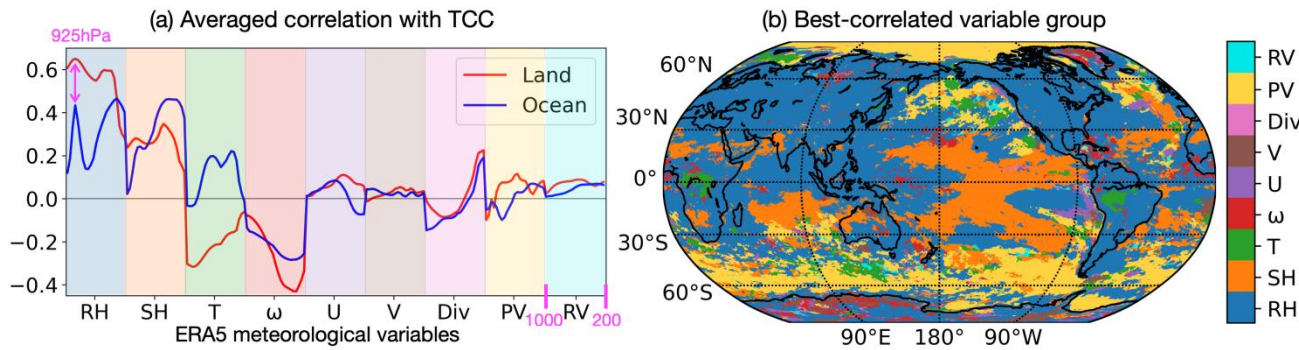 (a) Averaged correlation with TCC
925hPa
0.6
0.4
0.2
0.0
−0.2
−0.4
Land
Ocean
RH SH T ω U V Div PV RV
1000 200
ERA5 meteorological variables
(b) Best-correlated variable group
60°N
30°N
0°
30°S
60°S
90°E 180° 90°W
RV
PV
Div
V
U
ω
T
SH
RH